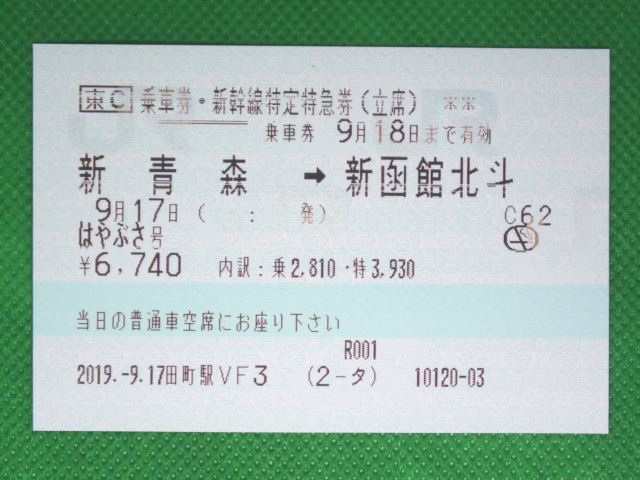 東C 乗車券・新幹線特定特急券(立席) ※※
乗車券 9月18日まで有効
新青森 → 新函館北斗
9月17日( : 発) C62
はやぶさ号
¥6,740 内訳:乗2,810・特3,930
当日の普通車空席にお座り下さい
R001
2019.-9.17田町駅VF3 (2-タ) 10120-03